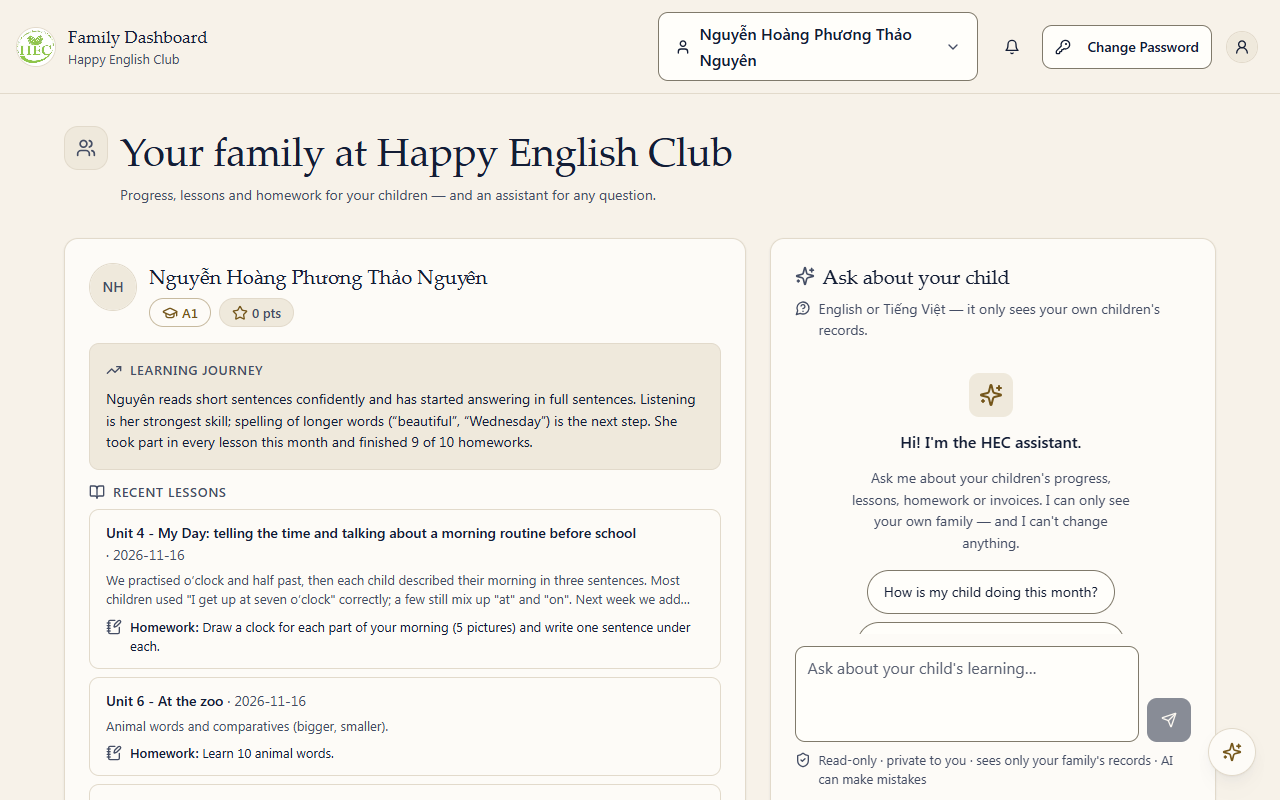 HEC
Family Dashboard
Happy English Club
Nguyễn Hoàng Phương Thảo
Nguyên
Change Password
Your family at Happy English Club
Progress, lessons and homework for your children — and an assistant for any question.
NH
Nguyễn Hoàng Phương Thảo Nguyên
A1
0 pts
LEARNING JOURNEY
Nguyên reads short sentences confidently and has started answering in full sentences. Listening
is her strongest skill; spelling of longer words (“beautiful”, “Wednesday”) is the next step. She
took part in every lesson this month and finished 9 of 10 homeworks.
RECENT LESSONS
Unit 4 - My Day: telling the time and talking about a morning routine before school
· 2026-11-16
We practised o’clock and half past, then each child described their morning in three sentences. Most
children used "I get up at seven o’clock" correctly; a few still mix up "at" and "on". Next week we add...
Homework: Draw a clock for each part of your morning (5 pictures) and write one sentence under
each.
Unit 6 - At the zoo · 2026-11-16
Animal words and comparatives (bigger, smaller).
Homework: Learn 10 animal words.
Ask about your child
English or Tiếng Việt — it only sees your own children's
records.
Hi! I'm the HEC assistant.
Ask me about your children's progress,
lessons, homework or invoices. I can only see
your own family — and I can't change
anything.
How is my child doing this month?
Ask about your child's learning...
Read-only · private to you · sees only your family's records · AI
can make mistakes